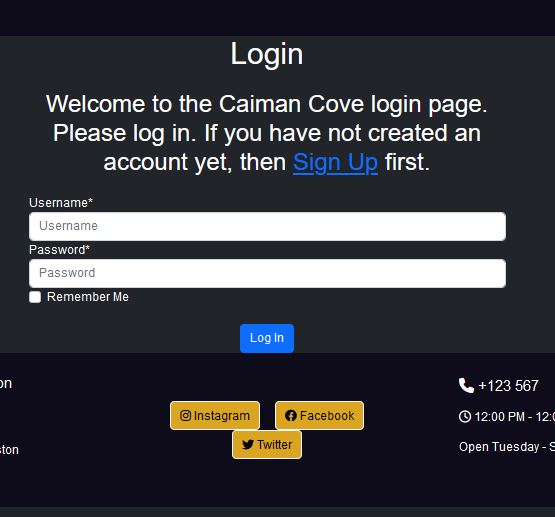 Login
Welcome to the Caiman Cove login page.
Please log in. If you have not created an
account yet, then Sign Up first.
Username*
Username
Password*
Password
Remember Me
Log In
on
+123 567
Instagram
Facebook
12:00 PM - 12:0
Twitter
ston
Open Tuesday - S